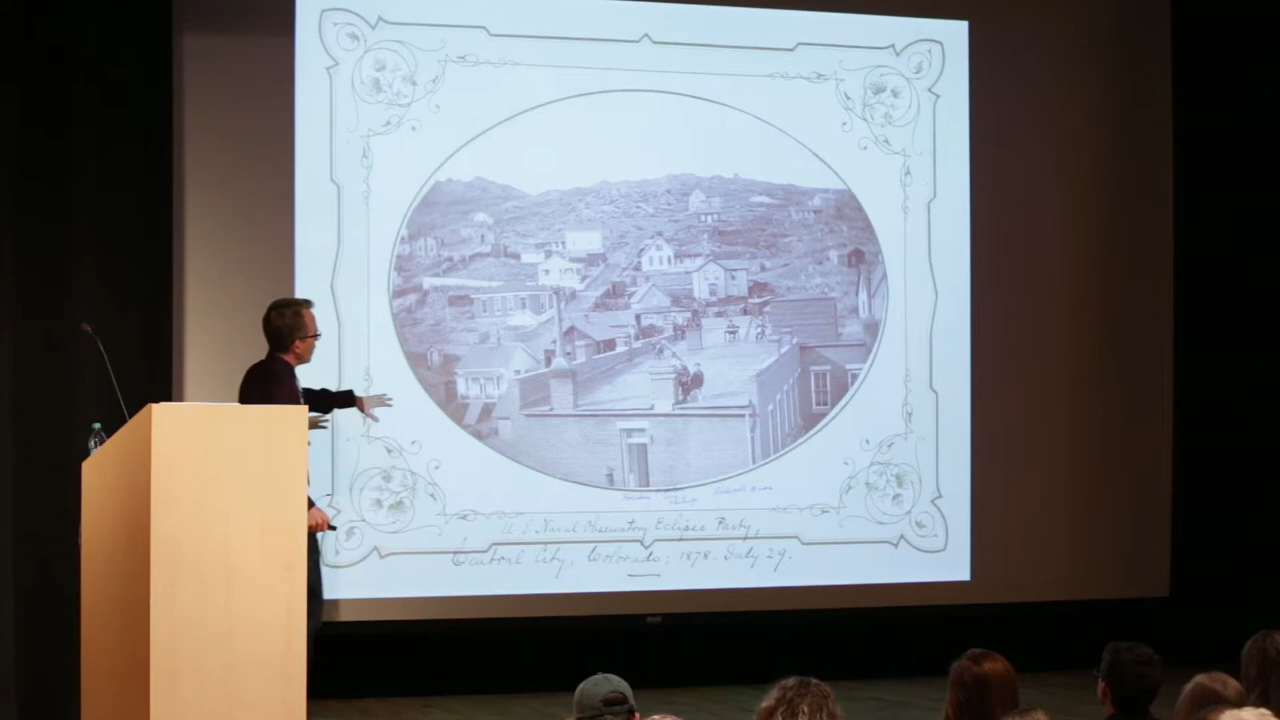 U.S. Naval Observatory Eclipse Party,
Central City, Colorado; 1878. July 29.